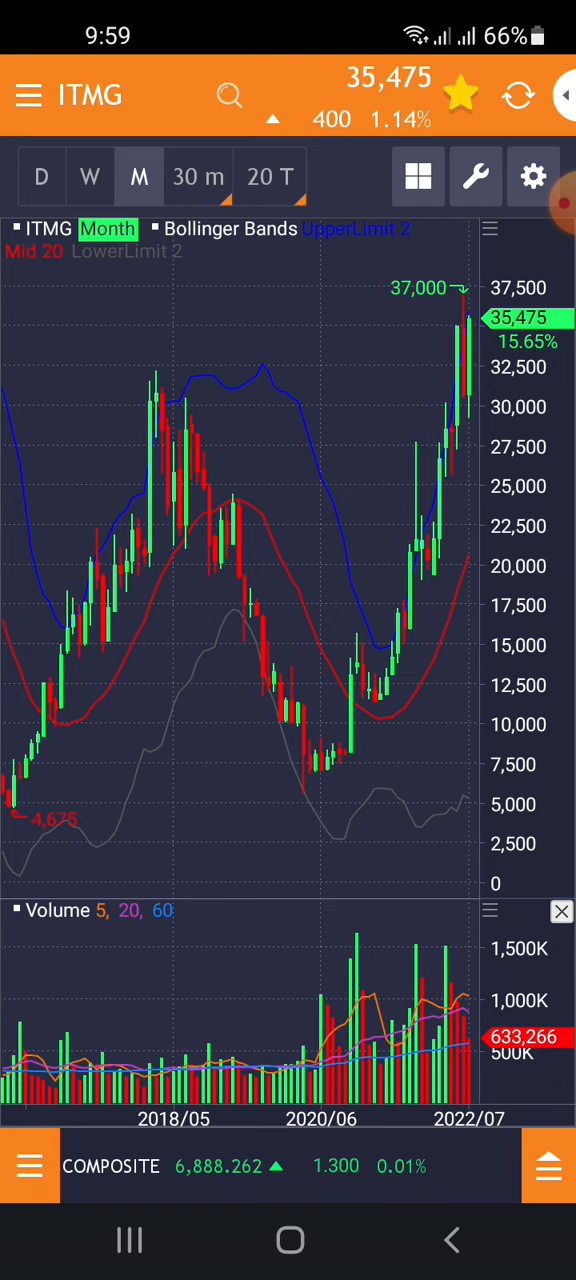 9:59 66%
ITMG 35,475
400 1.14%
D W M 30 m 20 T
ITMG Month Bollinger Bands UpperLimit 2
Mid 20 LowerLimit 2
37,000
37,500
35,475
15.65%
32,500
30,000
27,500
25,000
22,500
20,000
17,500
15,000
12,500
10,000
7,500
5,000
4,675
2,500
0
Volume 5, 20, 60
1,500K
1,000K
633,266
500K
2018/05 2020/06 2022/07
COMPOSITE 6,888.262 1.300 0.01%